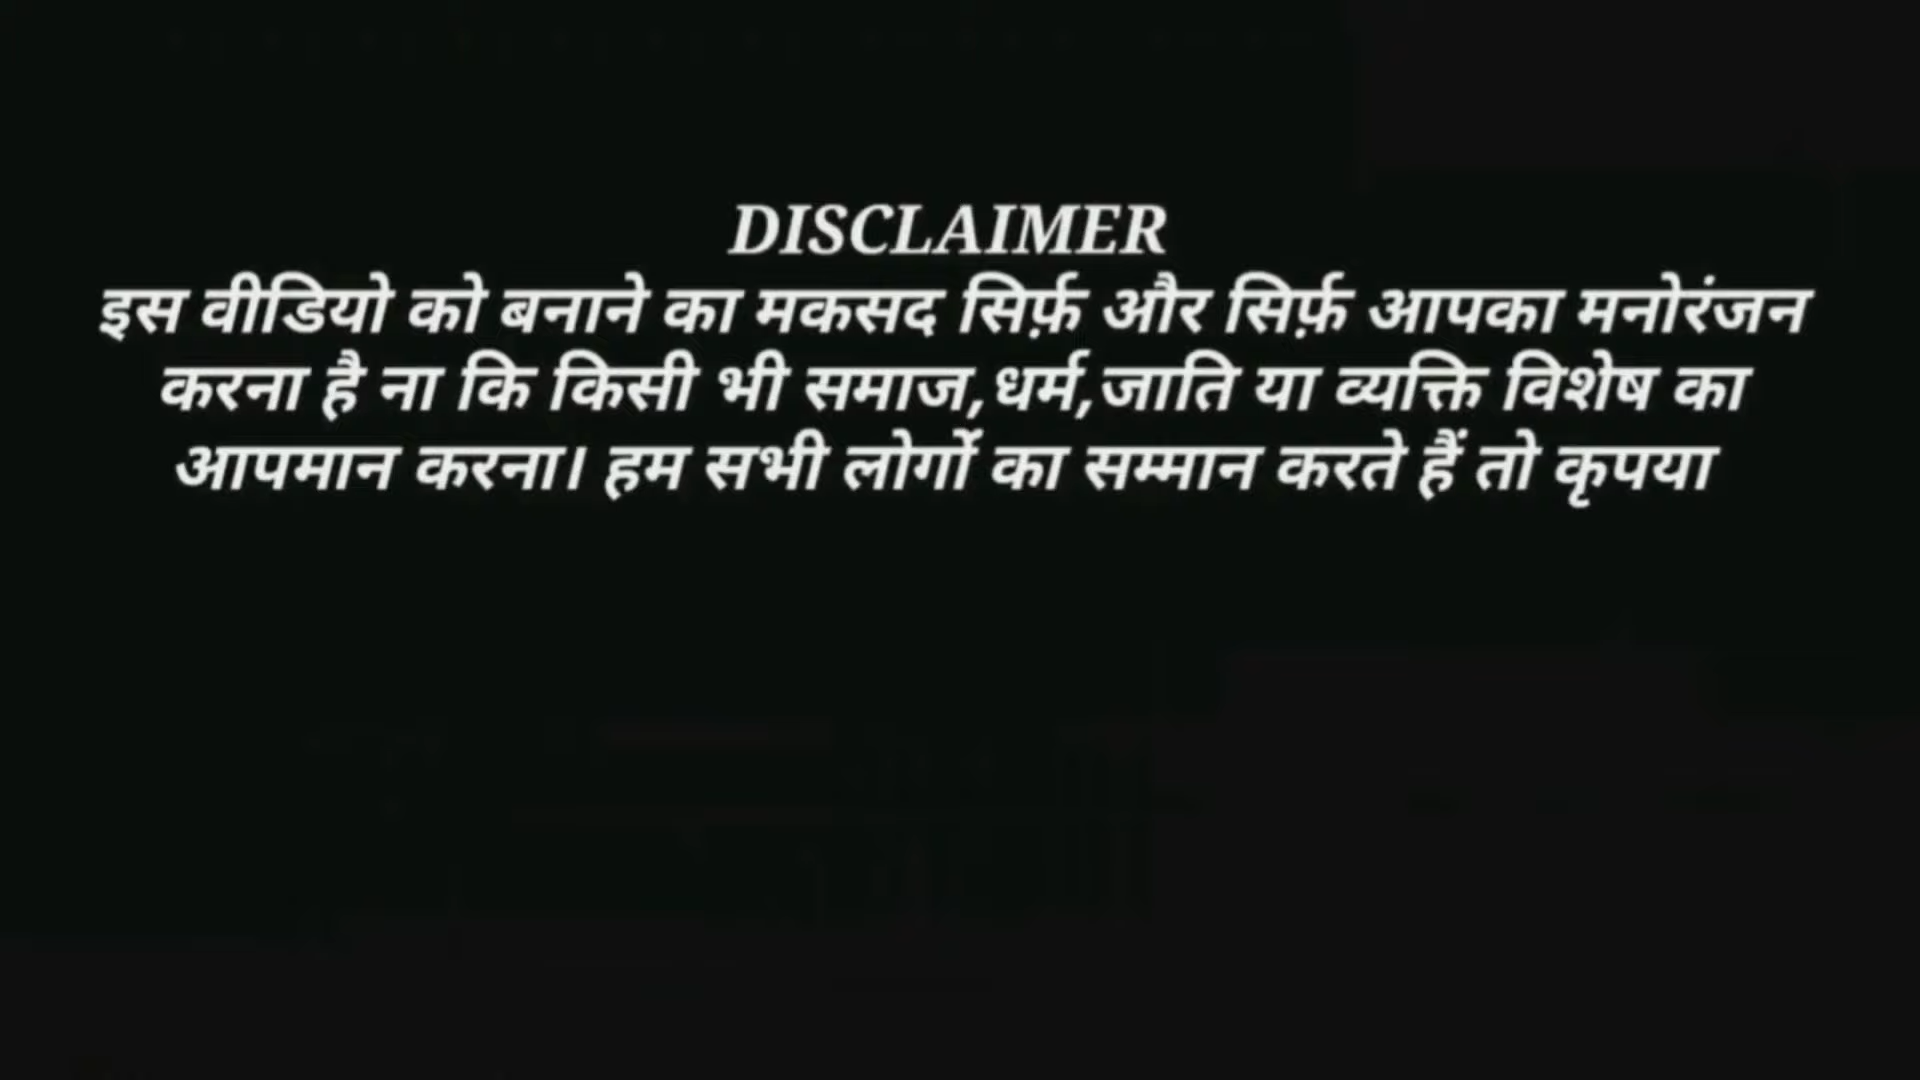 DISCLAIMER
इस वीडियो को बनाने का मकसद सिर्फ़ और सिर्फ़ आपका मनोरंजन
करना है ना कि किसी भी समाज,धर्म,जाति या व्यक्ति विशेष का
आपमान करना। हम सभी लोगों का सम्मान करते हैं तो कृपया